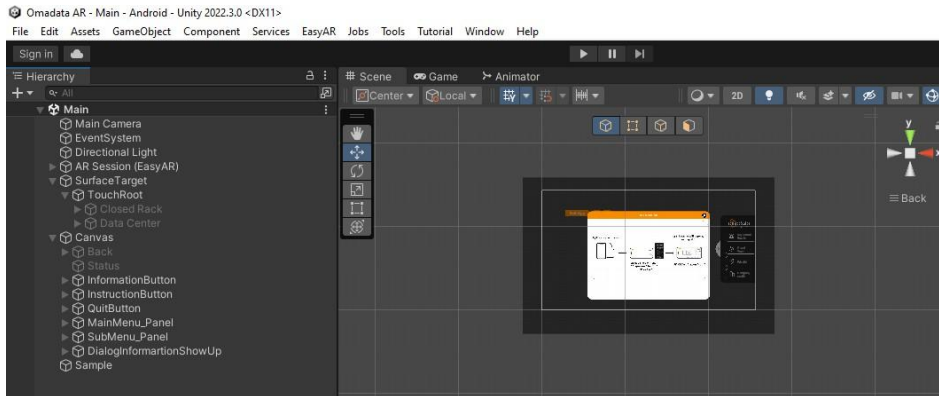 Omadata AR - Main - Android - Unity 2022.3.0 <DX11>
File Edit Assets GameObject Component Services EasyAR Jobs Tools Tutorial Window Help
Sign in
Hierarchy
# Scene Game Animator
All
Center Local 2D
Main
Main Camera
EventSystem
Directional Light
AR Session (EasyAR)
SurfaceTarget
TouchRoot
Closed Rack
Data Center
Canvas
Back
Status
InformationButton
InstructionButton
QuitButton
MainMenu_Panel
SubMenu_Panel
DialogInformartionShowUp
Sample
y
x
Back